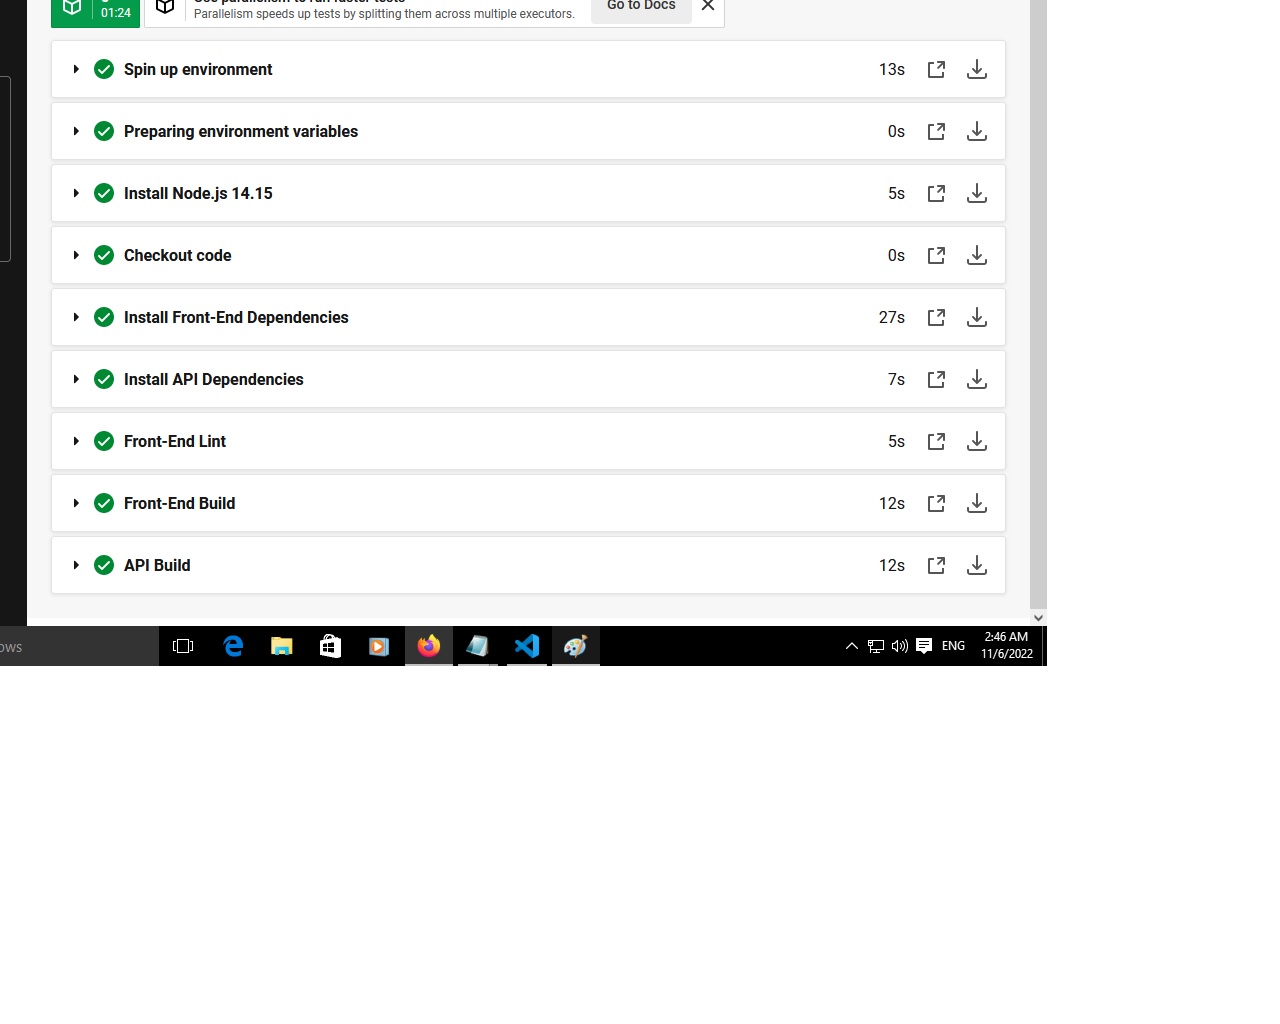 01:24
Parallelism speeds up tests by splitting them across multiple executors.
Go to Docs
Spin up environment 13s
Preparing environment variables 0s
Install Node.js 14.15 5s
Checkout code 0s
Install Front-End Dependencies 27s
Install API Dependencies 7s
Front-End Lint 5s
Front-End Build 12s
API Build 12s
ows
ENG
2:46 AM
11/6/2022